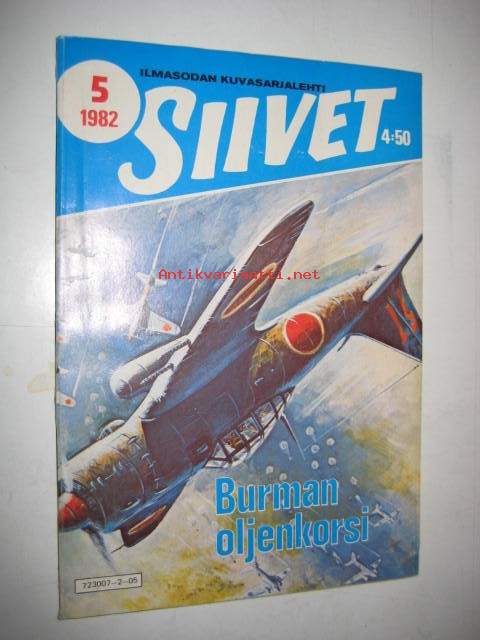 5
1982
ILMASODAN KUVASARJALEHTI
SIIVET
4:50
Antikvariaatti.net
Burman
oljenkorsi
723007-2-05